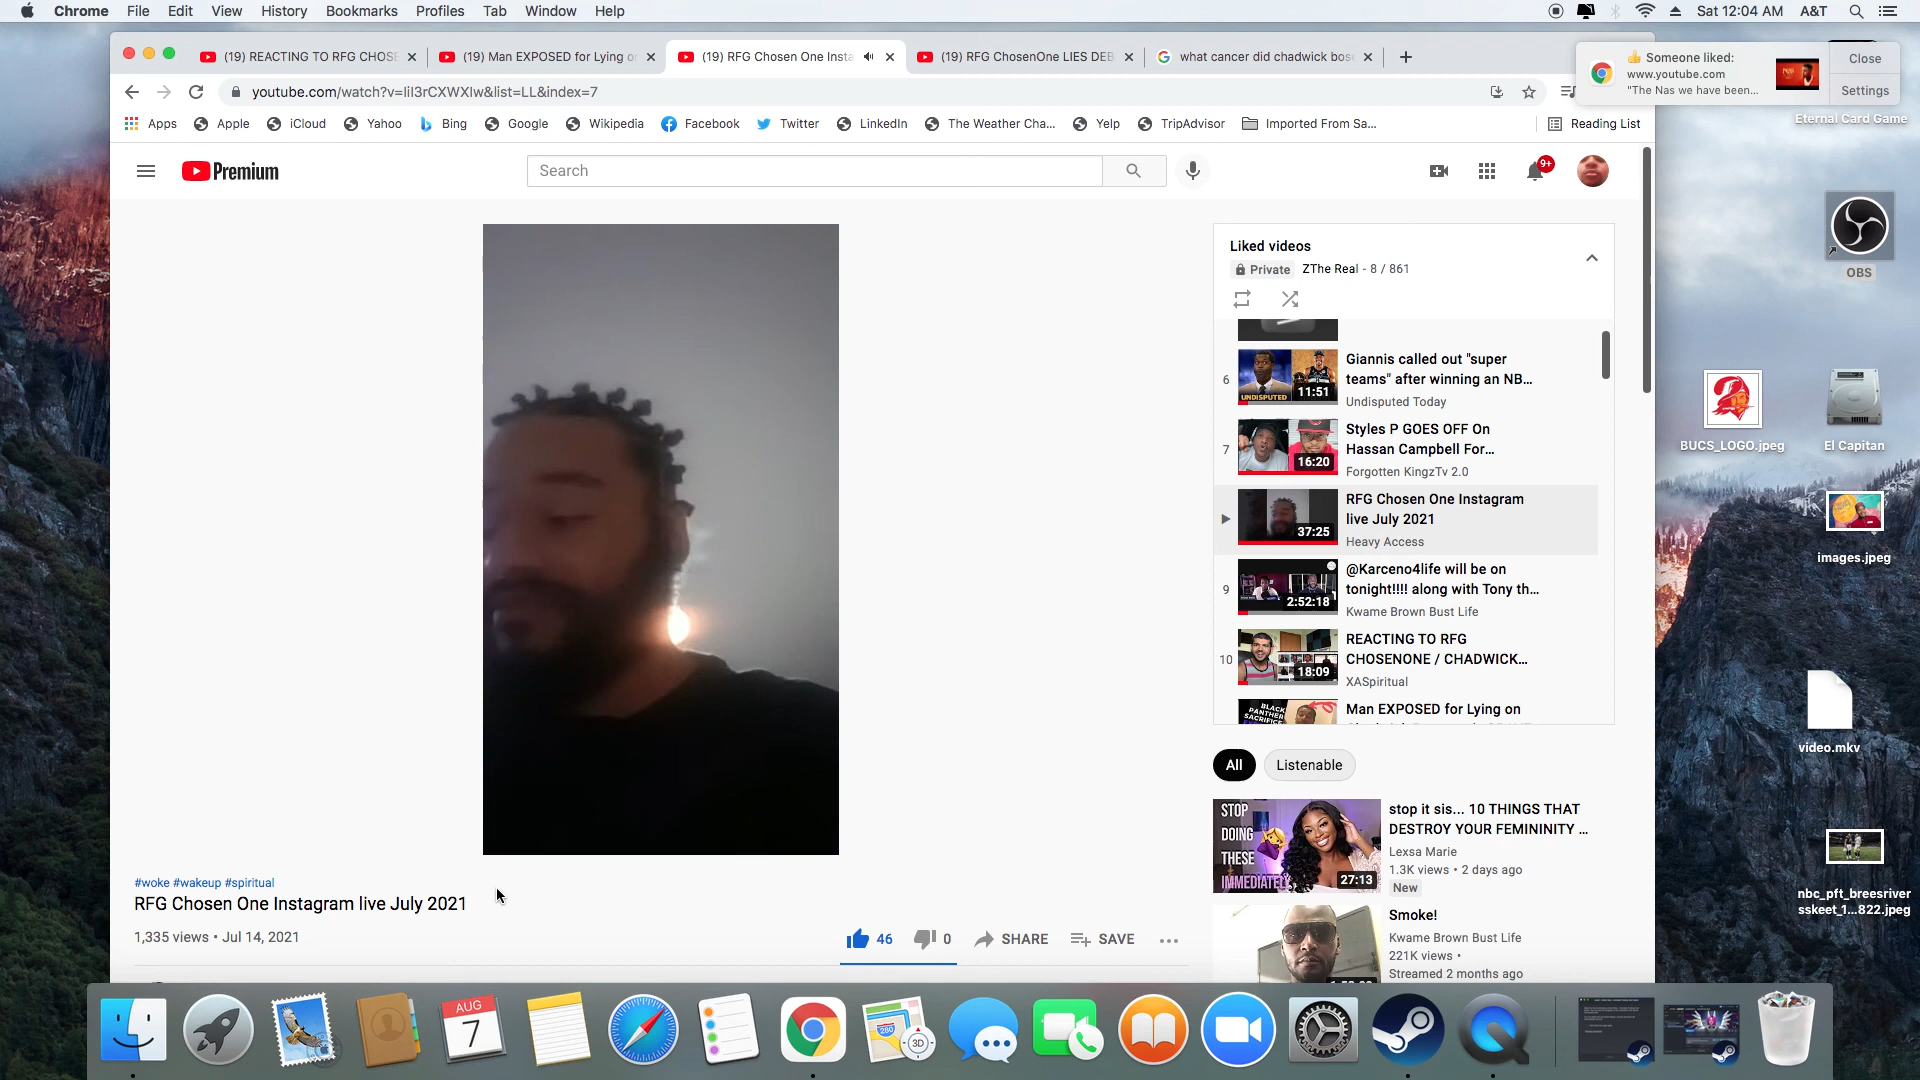 Chrome File Edit View History Bookmarks Profiles Tab Window Help
Sat 12:04 AM A&T
(19) REACTING TO RFG CHOSE
(19) Man EXPOSED for Lying o
(19) RFG Chosen One Insta
(19) RFG ChosenOne LIES DEB
what cancer did chadwick bos
youtube.com/watch?v=liI3rCXWXIw&list=LL&index=7
Someone liked:
www.youtube.com
"The Nas we have been...
Close
Settings
Apps Apple iCloud Yahoo Bing Google Wikipedia Facebook Twitter LinkedIn The Weather Cha... Yelp TripAdvisor Imported From Sa... Reading List
Premium
Search
9+
Liked videos
Private ZThe Real - 8 / 861
6
UNDISPUTED
11:51
Giannis called out "super
teams" after winning an NB...
Undisputed Today
7
16:20
Styles P GOES OFF On
Hassan Campbell For...
Forgotten KingzTv 2.0
37:25
RFG Chosen One Instagram
live July 2021
Heavy Access
9
2:52:18
@Karceno4life will be on
tonight!!!! along with Tony th...
Kwame Brown Bust Life
10
18:09
REACTING TO RFG
CHOSENONE / CHADWICK...
XASpiritual
BLACK
PANTHER
Man EXPOSED for Lying on
All Listenable
STOP
DOING
THESE
IMMEDIATELY
27:13
stop it sis... 10 THINGS THAT
DESTROY YOUR FEMININITY ...
Lexsa Marie
1.3K views • 2 days ago
New
Smoke!
Kwame Brown Bust Life
221K views •
Streamed 2 months ago
#woke #wakeup #spiritual
RFG Chosen One Instagram live July 2021
1,335 views • Jul 14, 2021
46 0 SHARE SAVE
Eternal Card Game
OBS
BUCS_LOGO.jpeg
El Capitan
images.jpeg
video.mkv
nbc_pft_breesriver
sskeet_1...822.jpeg
AUG
7
280
3D